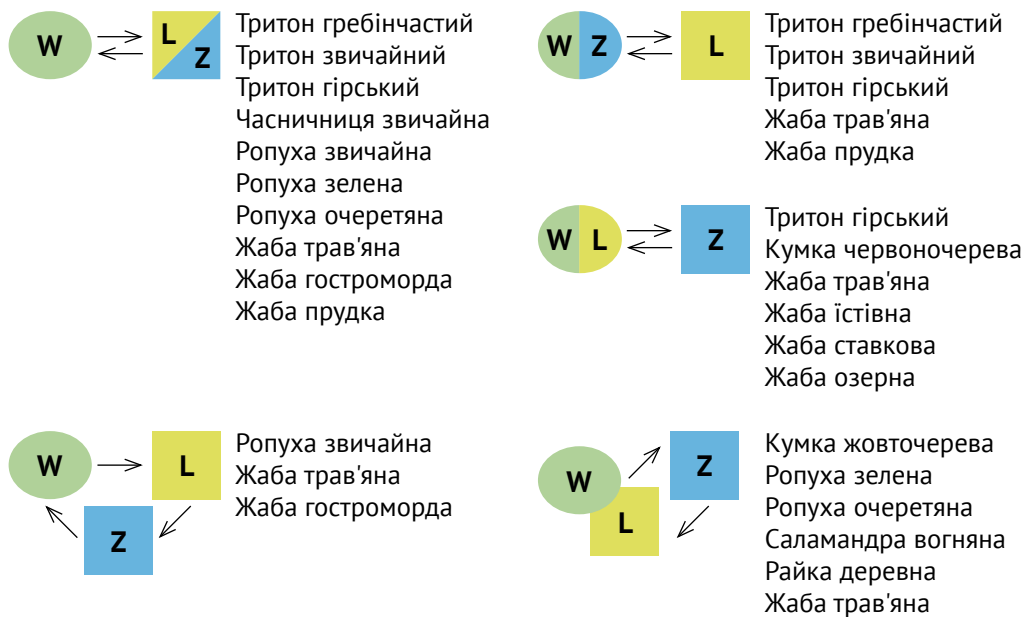 W
L
Z
Тритон гребінчастий
Тритон звичайний
Тритон гірський
Часничниця звичайна
Ропуха звичайна
Ропуха зелена
Ропуха очеретяна
Жаба трав'яна
Жаба гостроморда
Жаба прудка
W Z
L
Тритон гребінчастий
Тритон звичайний
Тритон гірський
Жаба трав'яна
Жаба прудка
W L
Z
Тритон гірський
Кумка червоночерева
Жаба трав'яна
Жаба їстівна
Жаба ставкова
Жаба озерна
W
L
Z
Ропуха звичайна
Жаба трав'яна
Жаба гостроморда
W
Z
L
Кумка жовточерева
Ропуха зелена
Ропуха очеретяна
Саламандра вогняна
Райка деревна
Жаба трав'яна